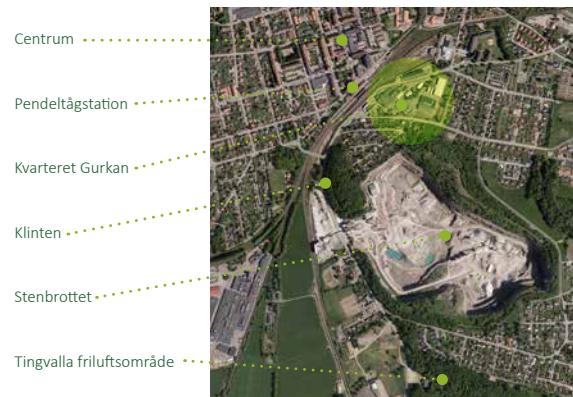 Centrum
Pendeltågstation
Kvarteret Gurkan
Klinten
Stenbrottet
Tingvalla friluftsområde